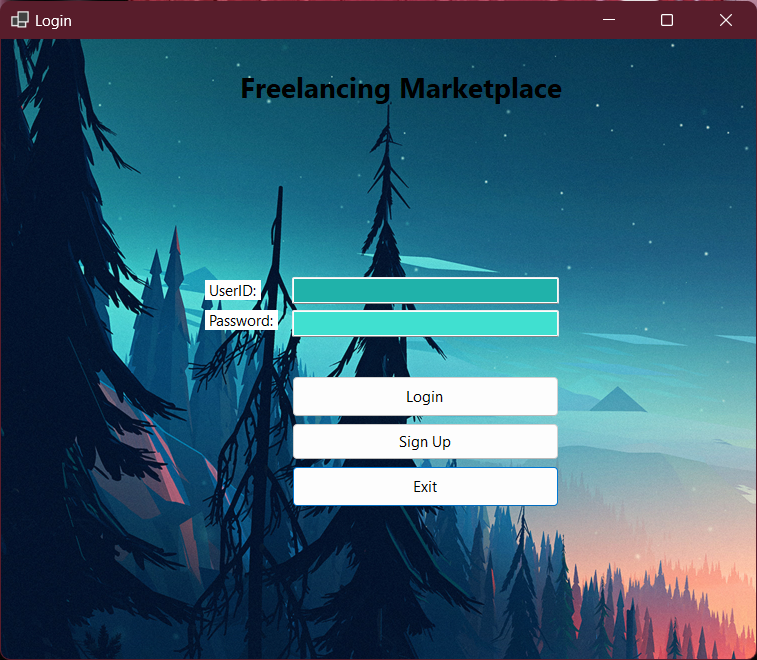 Login
Freelancing Marketplace
UserID:
Password:
Login
Sign Up
Exit